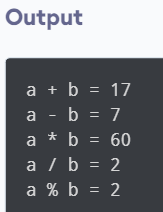 Output
a + b = 17
a - b = 7
a * b = 60
a / b = 2
a % b = 2